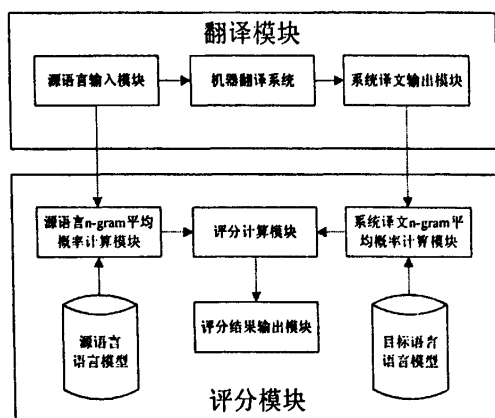 翻译模块
源语言输入模块
机器翻译系统
系统译文输出模块
源语言n-gram平均
概率计算模块
评分计算模块
系统译文n-gram平
均概率计算模块
源语言
语言模型
评分结果输出模块
目标语言
语言模型
评分模块